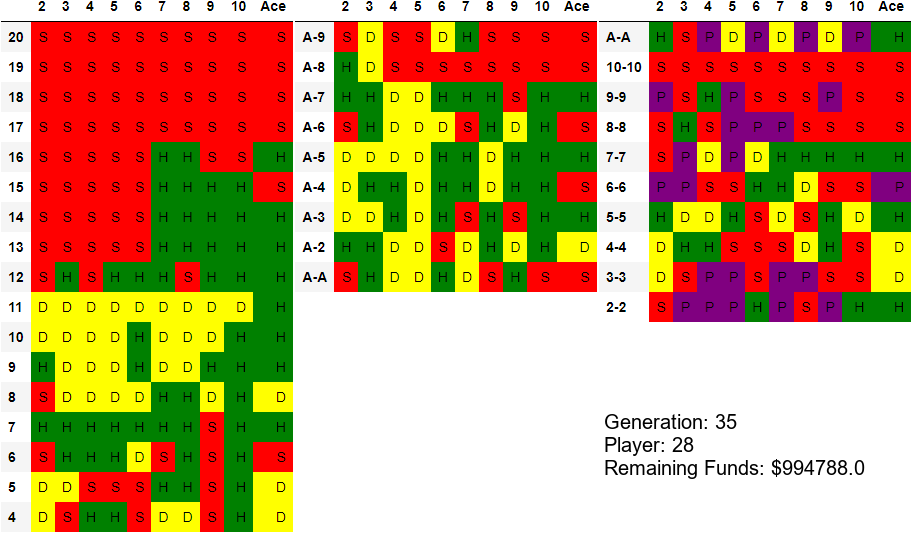 2 3 4 5 6 7 8 9 10 Ace
20 S S S S S S S S S S
19 S S S S S S S S S S
18 S S S S S S S S S S
17 S S S S S S S S S S
16 S S S S S H H S S H
15 S S S S S H H H H S
14 S S S S S H H H H H
13 S S S S S H H H H H
12 S H S H H H S H H H
11 D D D D D D D D D H
10 D D D D H D D D H H
9 H D D D H D D H H H
8 S D D D D H H D H D
7 H H H H H H H S H H
6 S H H H D S H S H S
5 D D S S S H H S H D
4 D S H H S D D S H D
2 3 4 5 6 7 8 9 10 Ace
A-9 S D S S D H S S S S
A-8 H D S S S S S S S S
A-7 H H D D H H H S H H
A-6 S H D D D S H D H S
A-5 D D D D H H D H H H
A-4 D H H D H H D H H S
A-3 D D H D H S H S H H
A-2 H H D D S D H D H D
A-A S H D D H D S H S S
2 3 4 5 6 7 8 9 10 Ace
A-A H S P D P D P D P H
10-10 S S S S S S S S S S
9-9 P S H P S S S P S S
8-8 S H S P P P S S S S
7-7 S P D P D H H H H H
6-6 P P S S H H D S S P
5-5 H D D H S D S H D H
4-4 D H H S S S D H S D
3-3 D S P P S P P S S D
2-2 S P P P H P S P H H
Generation: 35
Player: 28
Remaining Funds: $994788.0